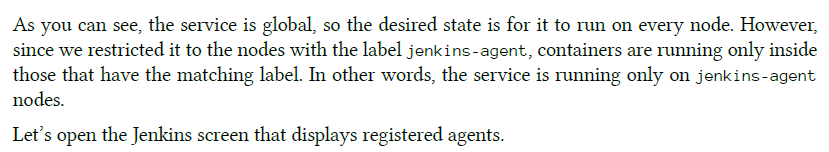 As you can see, the service is global, so the desired state is for it to run on every node. However,
since we restricted it to the nodes with the label jenkins-agent, containers are running only inside
those that have the matching label. In other words, the service is running only on jenkins-agent
nodes.
Let’s open the Jenkins screen that displays registered agents.